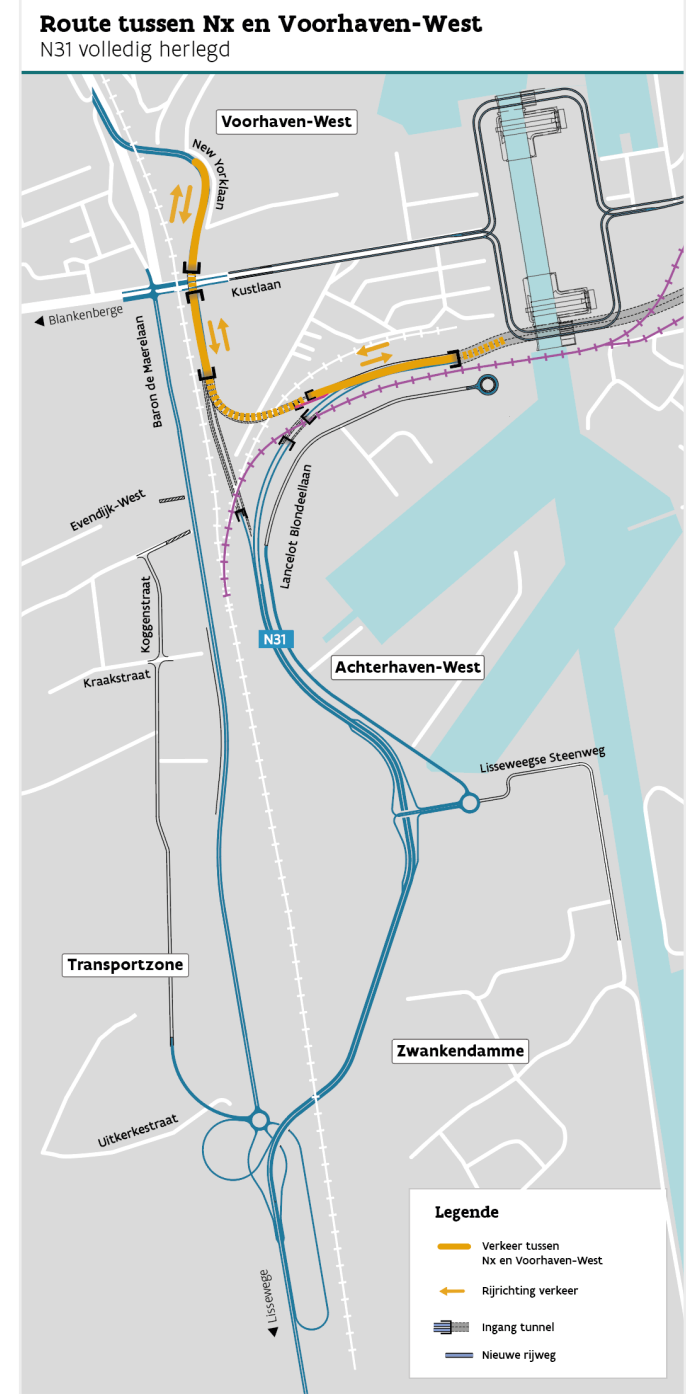 Route tussen Nx en Voorhaven-West
N31 volledig herlegd
Voorhaven-West
New Yorklaan
Kustlaan
◀ Blankenberge
Baron de Maerelaan
Evendijk-West
Lancelot Blondeellaan
Koggenstraat
N31
Achterhaven-West
Kraakstraat
Lisseweegse Steenweg
Transportzone
Zwankendamme
Uitkerkestraat
◀ Lissewege
Legende
Verkeer tussen
Nx en Voorhaven-West
Rijrichting verkeer
Ingang tunnel
Nieuwe rijweg